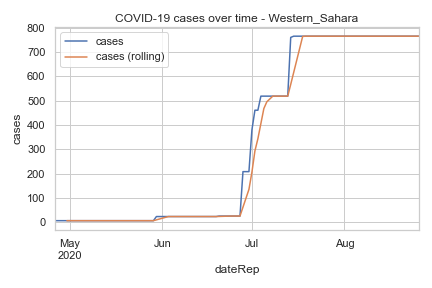 COVID-19 cases over time - Western_Sahara
cases
cases (rolling)
cases
800
700
600
500
400
300
200
100
0
May
2020
Jun
Jul
Aug
dateRep